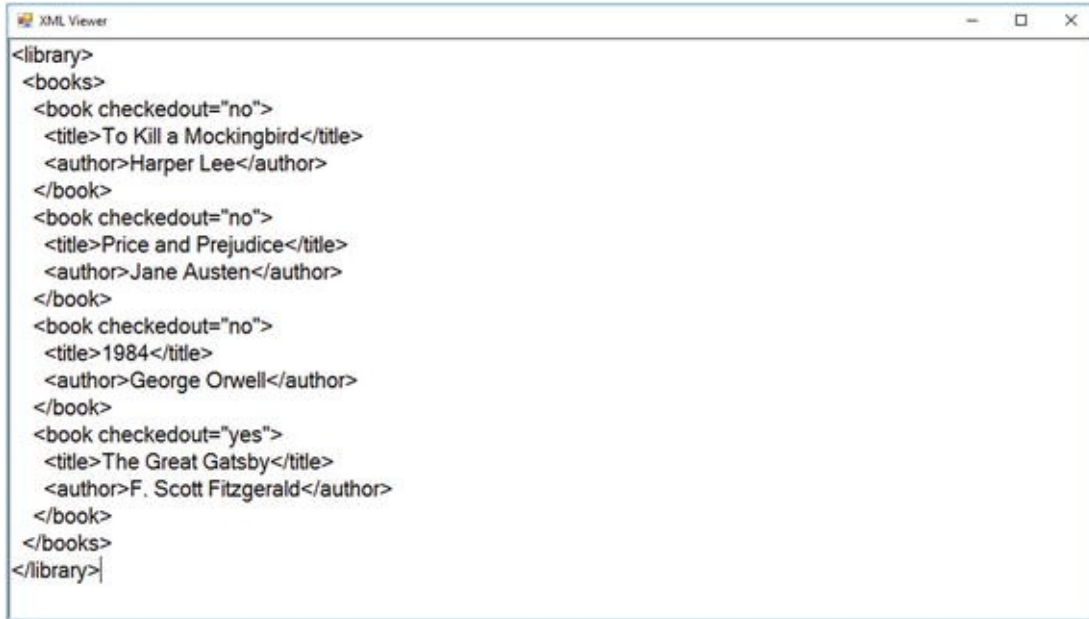 XML Viewer
<library>
<books>
<book checkedout="no">
<title>To Kill a Mockingbird</title>
<author>Harper Lee</author>
</book>
<book checkedout="no">
<title>Price and Prejudice</title>
<author>Jane Austen</author>
</book>
<book checkedout="no">
<title>1984</title>
<author>George Orwell</author>
</book>
<book checkedout="yes">
<title>The Great Gatsby</title>
<author>F. Scott Fitzgerald</author>
</book>
</books>
</library>